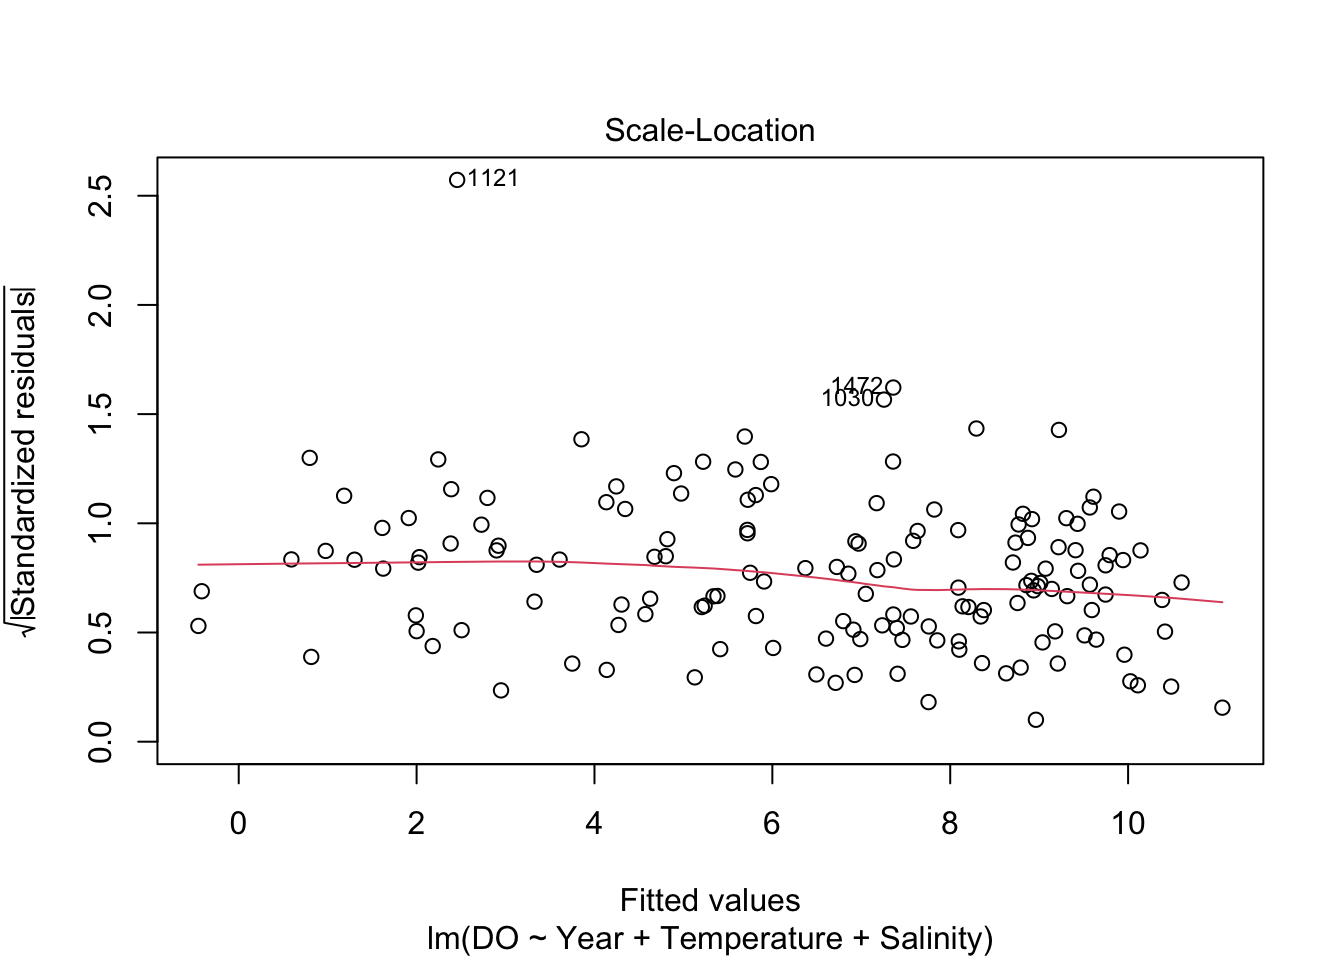 Scale-Location
√|Standardized residuals|
2.5
2.0
1.5
1.0
0.5
0.0
1121
1472
1030
0 2 4 6 8 10
Fitted values
lm(DO ~ Year + Temperature + Salinity)